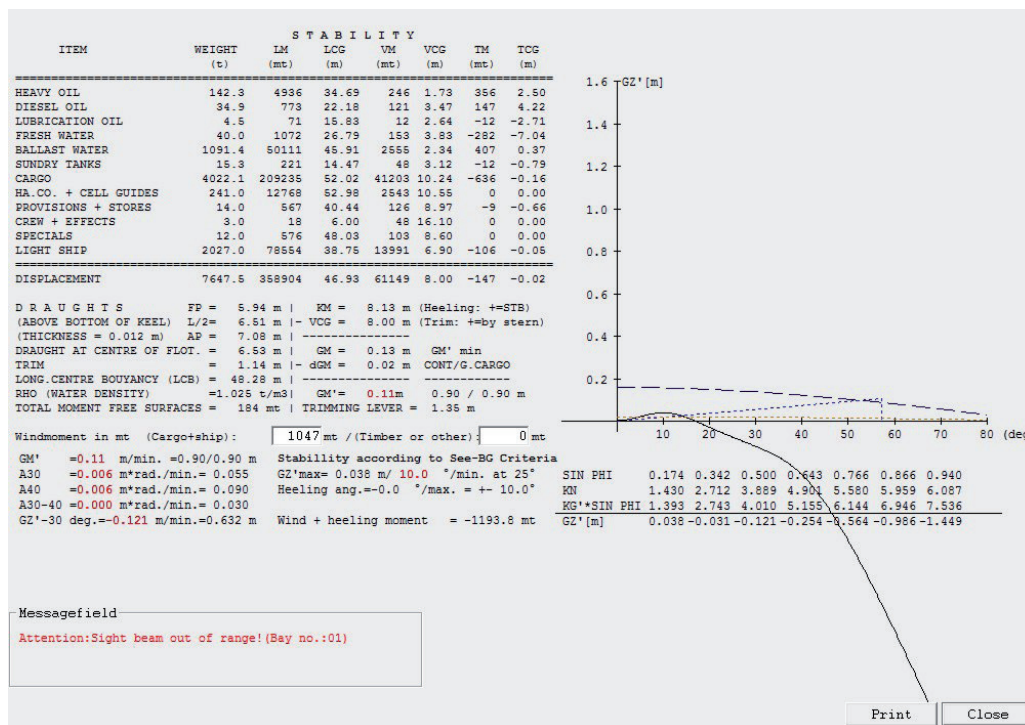 S T A B I L I T Y
ITEM WEIGHT LM LCG VM VCG TM TCG
(t) (mt) (m) (mt) (m) (mt) (m)
HEAVY OIL 142.3 4936 34.69 246 1.73 356 2.50
DIESEL OIL 34.9 773 22.18 121 3.47 147 4.22
LUBRICATION OIL 4.5 71 15.83 12 2.64 -12 -2.71
FRESH WATER 40.0 1072 26.79 153 3.83 -282 -7.04
BALLAST WATER 1091.4 50111 45.91 2555 2.34 407 0.37
SUNDRY TANKS 15.3 221 14.47 48 3.12 -12 -0.79
CARGO 4022.1 209235 52.02 41203 10.24 -636 -0.16
HA.CO. + CELL GUIDES 241.0 12768 52.98 2543 10.55 0 0.00
PROVISIONS + STORES 14.0 567 40.44 126 8.97 -9 -0.66
CREW + EFFECTS 3.0 18 6.00 48 16.10 0 0.00
SPECIALS 12.0 576 48.03 103 8.60 0 0.00
LIGHT SHIP 2027.0 78554 38.75 13991 6.90 -106 -0.05
DISPLACEMENT 7647.5 358904 46.93 61149 8.00 -147 -0.02
D R A U G H T S FP = 5.94 m | KM = 8.13 m (Heeling: +=STB)
(ABOVE BOTTOM OF KEEL) L/2= 6.51 m |- VCG = 8.00 m (Trim: +=by stern)
(THICKNESS = 0.012 m) AP = 7.08 m | ---------------
DRAUGHT AT CENTRE OF FLOT. = 6.53 m | GM = 0.13 m GM' min
TRIM = 1.14 m |- dGM = 0.02 m CONT/G.CARGO
LONG.CENTRE BOUYANCY (LCB) = 48.28 m | --------------- ------------
RHO (WATER DENSITY) =1.025 t/m3| GM'= 0.11m 0.90 / 0.90 m
TOTAL MOMENT FREE SURFACES = 184 mt | TRIMMING LEVER = 1.35 m
Windmoment in mt (Cargo+ship): 1047 mt /(Timber or other): 0 mt
GM' =0.11 m/min. =0.90/0.90 m Stability according to See-BG Criteria
A30 =0.006 m*rad./min.= 0.055 GZ'max= 0.038 m/ 10.0 °/min. at 25°
A40 =0.006 m*rad./min.= 0.090 Heeling ang.=-0.0 °/max. = +- 10.0°
A30-40 =0.000 m*rad./min.= 0.030
GZ'-30 deg.=-0.121 m/min.=0.632 m Wind + heeling moment = -1193.8 mt
GZ'[m]
1.6
1.4
1.2
1.0
0.8
0.6
0.4
0.2
10 20 30 40 50 60 70 80 (deg
SIN PHI 0.174 0.342 0.500 0.643 0.766 0.866 0.940
KN 1.430 2.712 3.889 4.901 5.580 5.959 6.087
KG'*SIN PHI 1.393 2.743 4.010 5.155 6.144 6.946 7.536
GZ'[m] 0.038 -0.031 -0.121 -0.254 -0.564 -0.986 -1.449
Messagefield
Attention:Sight beam out of range!(Bay no.:01)
Print Close